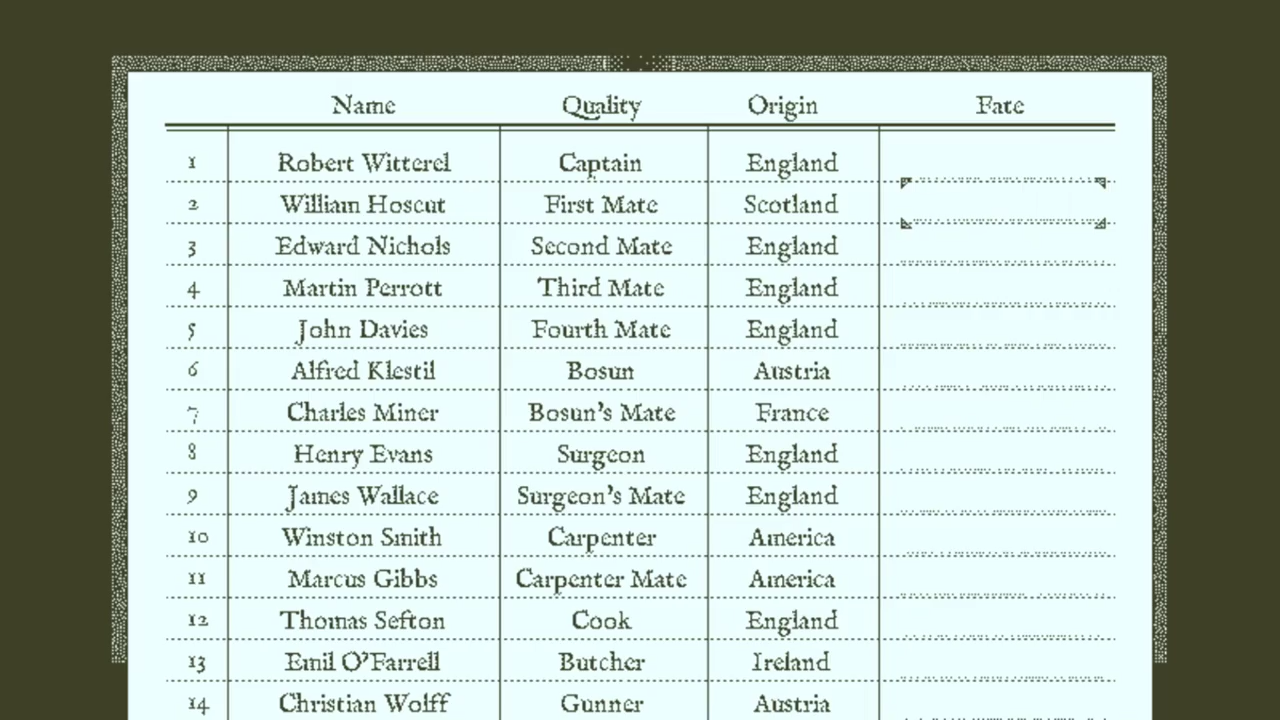 Name Quality Origin Fate
1 Robert Witterel Captain England
2 William Hoscut First Mate Scotland
3 Edward Nichols Second Mate England
4 Martin Perrott Third Mate England
5 John Davies Fourth Mate England
6 Alfred Klestil Bosun Austria
7 Charles Miner Bosun's Mate France
8 Henry Evans Surgeon England
9 James Wallace Surgeon's Mate England
10 Winston Smith Carpenter America
11 Marcus Gibbs Carpenter Mate America
12 Thomas Sefton Cook England
13 Emil O'Farrell Butcher Ireland
14 Christian Wolff Gunner Austria